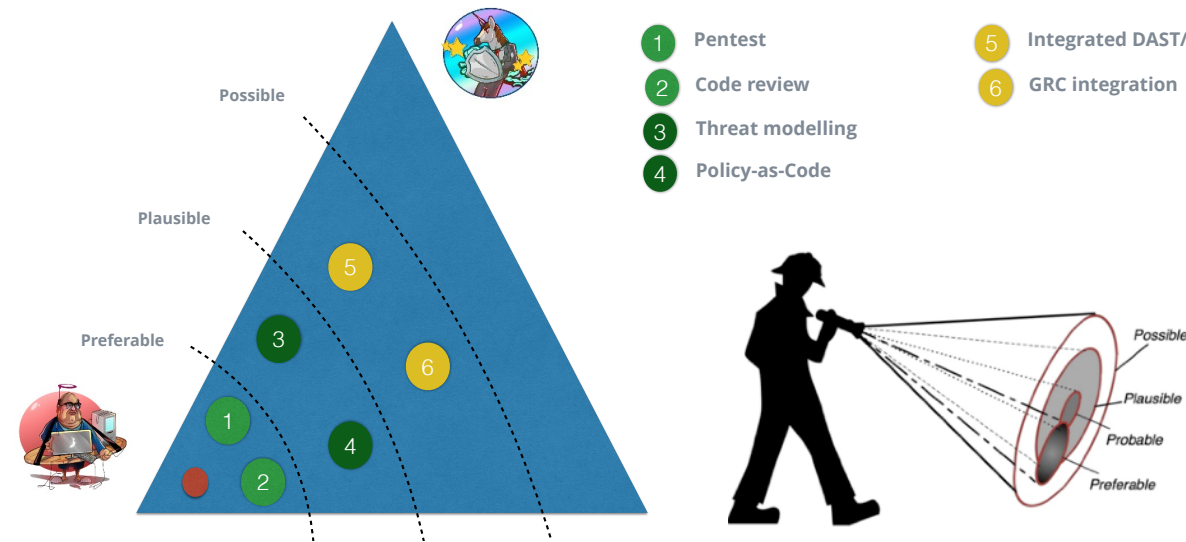 Possible
Plausible
Preferable
5
3
6
1
4
2
1 Pentest
2 Code review
3 Threat modelling
4 Policy-as-Code
5 Integrated DAST/
6 GRC integration
Possible
Plausible
Probable
Preferable